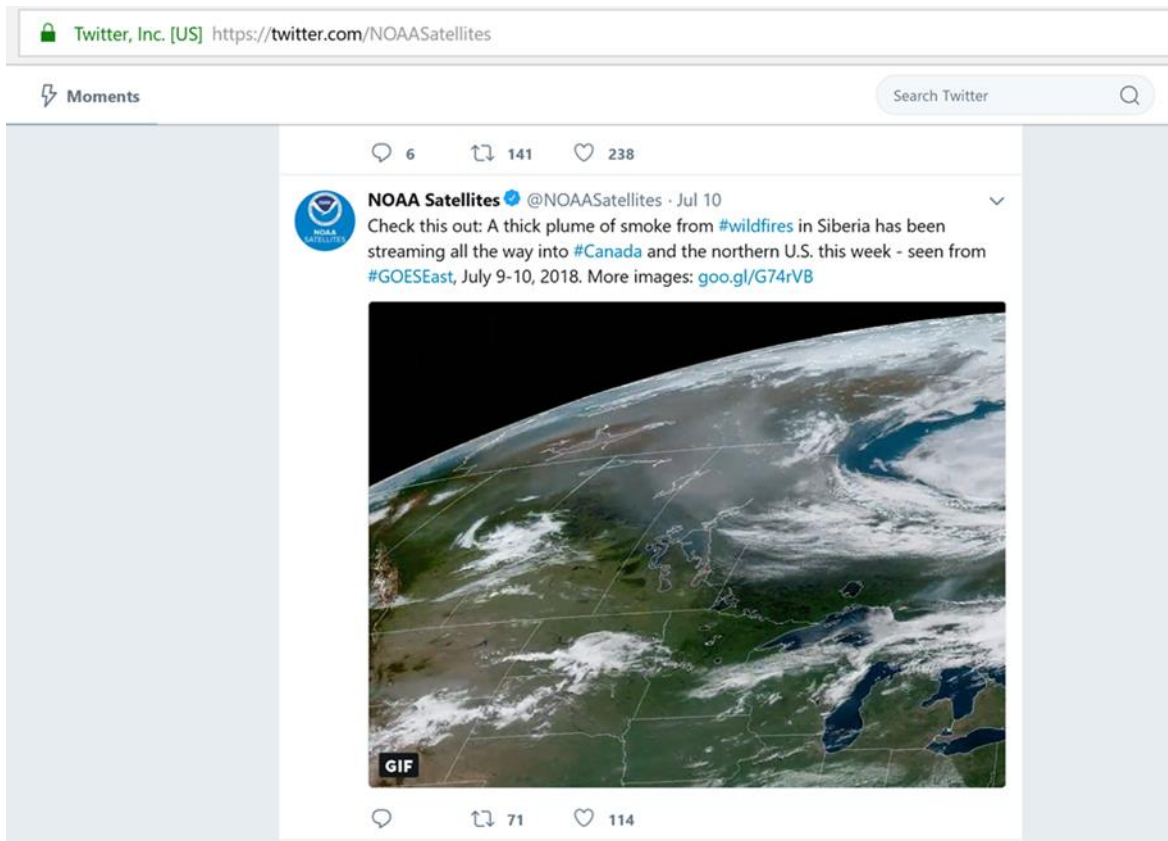 Twitter, Inc. [US] https://twitter.com/NOAASatellites
Moments
Search Twitter
6 141 238
NOAA Satellites @NOAASatellites · Jul 10
NOAA
SATELLITES
Check this out: A thick plume of smoke from #wildfires in Siberia has been
streaming all the way into #Canada and the northern U.S. this week - seen from
#GOESEast, July 9-10, 2018. More images: goo.gl/G74rVB
GIF
71 114